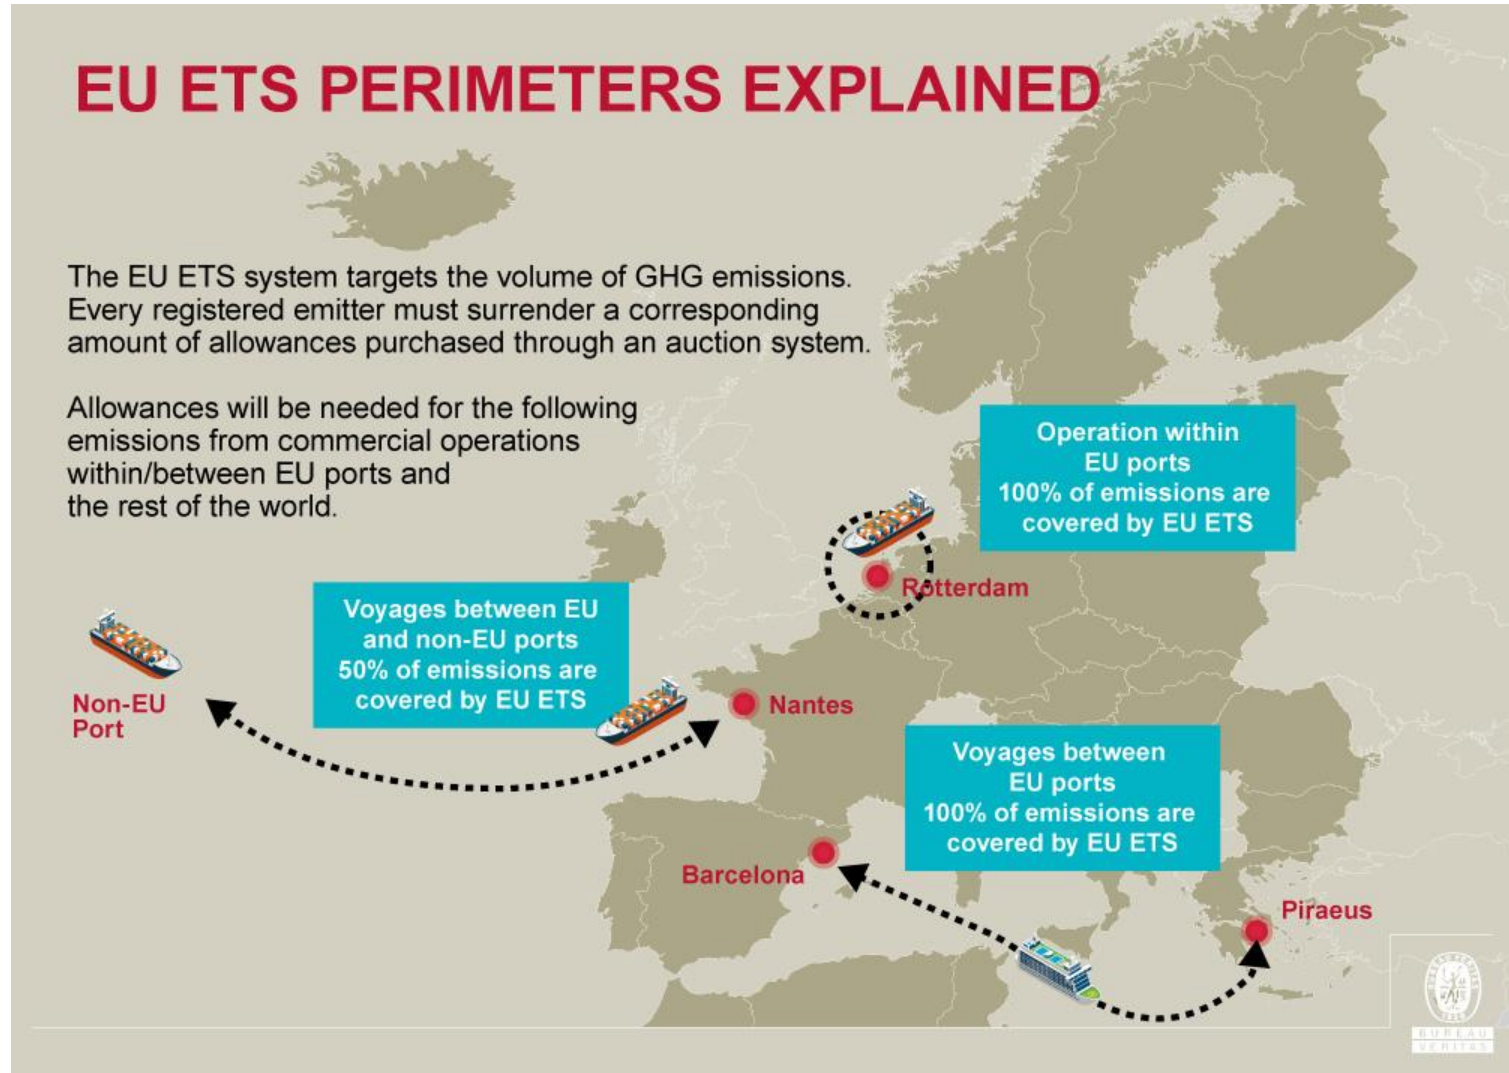 EU ETS PERIMETERS EXPLAINED
The EU ETS system targets the volume of GHG emissions.
Every registered emitter must surrender a corresponding
amount of allowances purchased through an auction system.
Allowances will be needed for the following
emissions from commercial operations
within/between EU ports and
the rest of the world.
Operation within
EU ports
100% of emissions are
covered by EU ETS
Rotterdam
Voyages between EU
and non-EU ports
50% of emissions are
covered by EU ETS
Non-EU
Port
Nantes
Voyages between
EU ports
100% of emissions are
covered by EU ETS
Barcelona
Piraeus
BUREAU VERITAS
1828
BUREAU
VERITAS